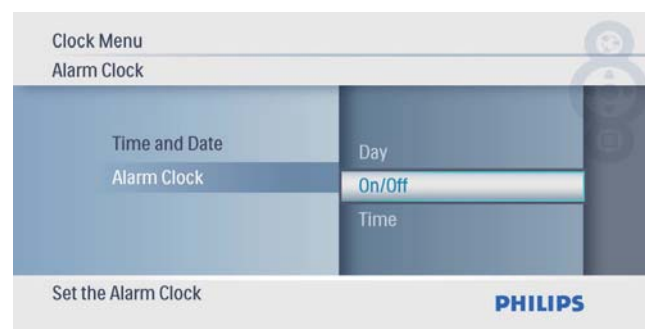 Clock Menu
Alarm Clock
Time and Date
Alarm Clock
Day
On/Off
Time
Set the Alarm Clock
PHILIPS